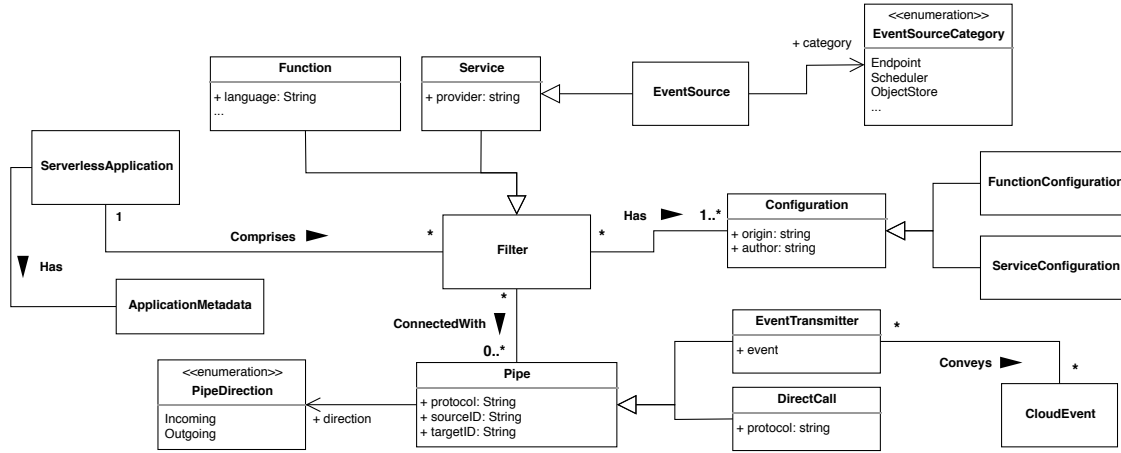 <<enumeration>>
EventSourceCategory
Endpoint
Scheduler
ObjectStore
...
+ category
Function
+ language: String
...
Service
+ provider: string
EventSource
ServerlessApplication
1
Comprises
*
Has
ApplicationMetadata
Filter
*
Has
1..*
Configuration
+ origin: string
+ author: string
FunctionConfiguration
ServiceConfiguration
*
ConnectedWith
0..*
<<enumeration>>
PipeDirection
Incoming
Outgoing
+ direction
Pipe
+ protocol: String
+ sourceID: String
+ targetID: String
EventTransmitter
+ event
*
Conveys
*
DirectCall
+ protocol: string
CloudEvent